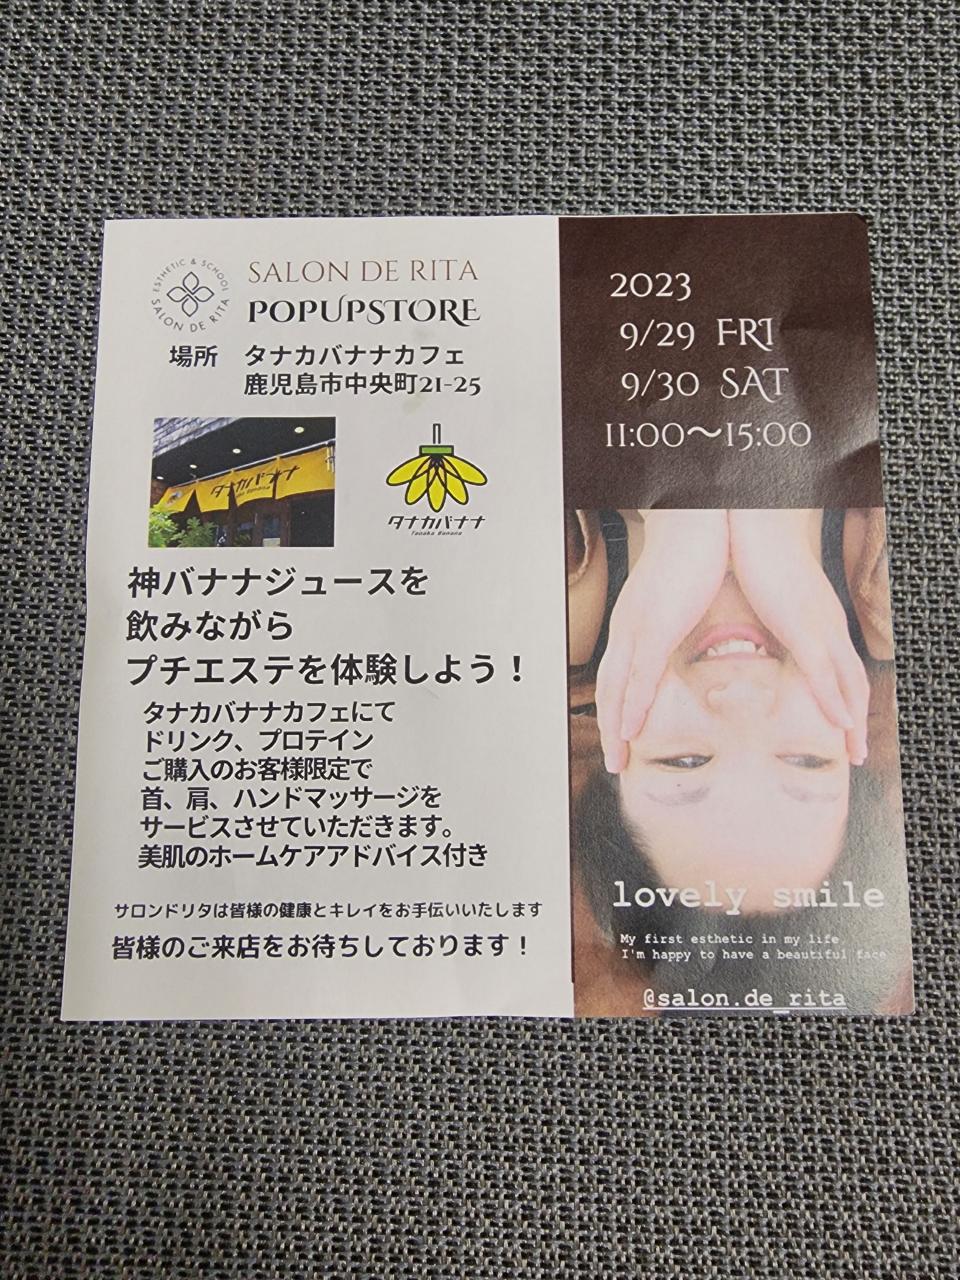 ESTHETIC & SCHOOL
SALON DE RITA
SALON DE RITA
POPUPSTORE
場所 タナカバナナカフェ
鹿児島市中央町21-25
タナカバナナ
タナカバナナ
Tanaka Banana
神バナナジュースを
飲みながら
プチエステを体験しよう！
タナカバナナカフェにて
ドリンク、プロテイン
ご購入のお客様限定で
首、肩、ハンドマッサージを
サービスさせていただきます。
美肌のホームケアアドバイス付き
サロンドリタは皆様の健康とキレイをお手伝いいたします
皆様のご来店をお待ちしております！
2023
9/29 FRI
9/30 SAT
11:00〜15:00
lovely smile
My first esthetic in my life
I'm happy to have a beautiful face
@salon.de_rita